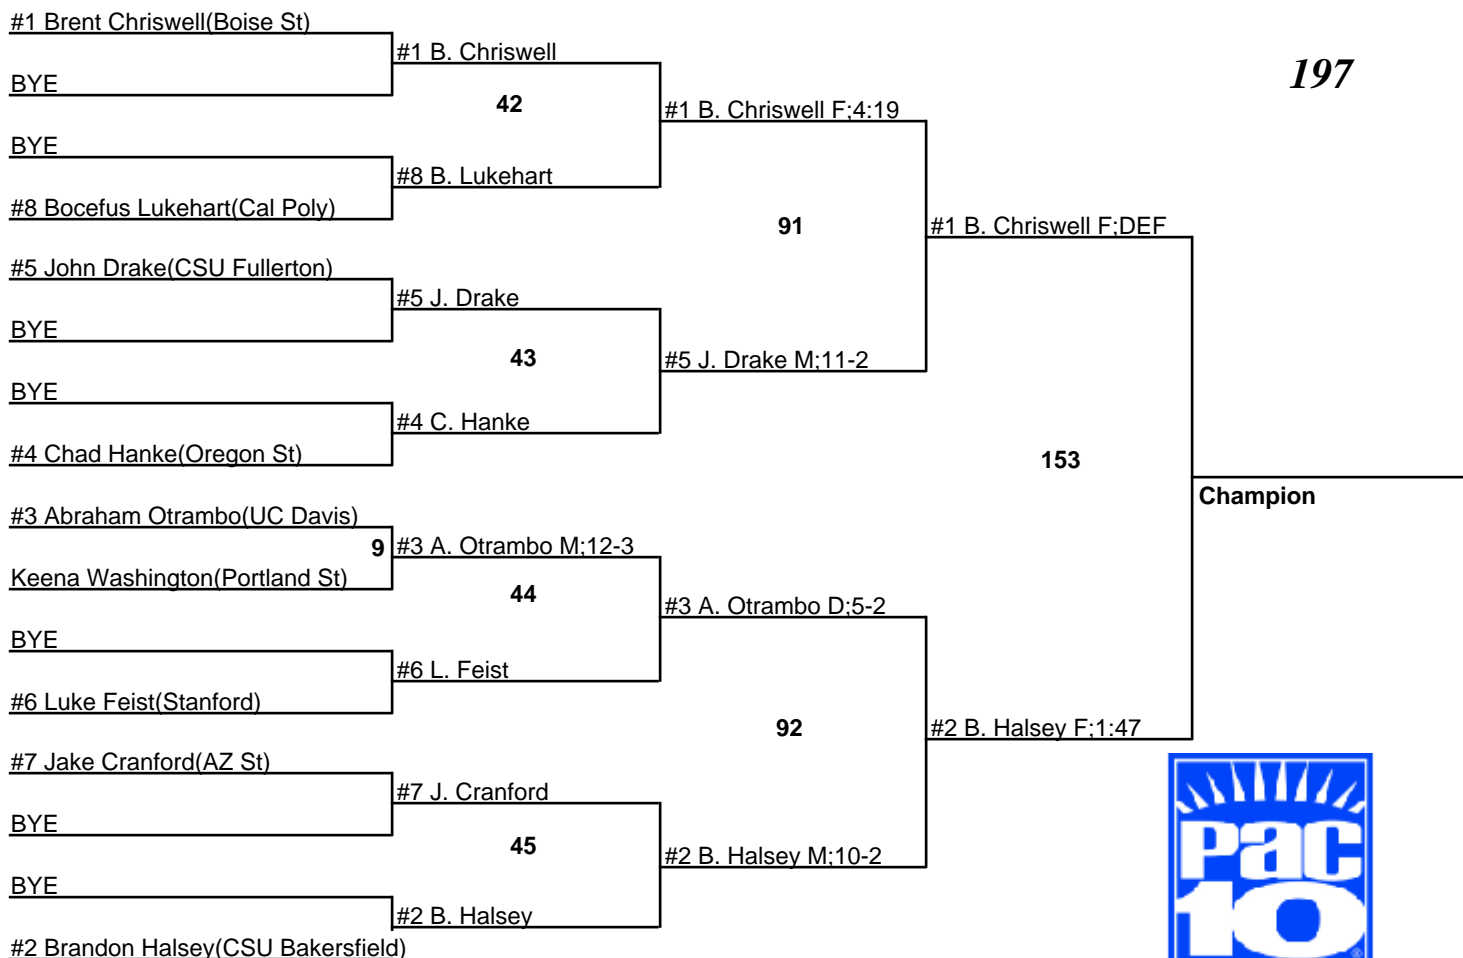 #1 Brent Chriswell(Boise St)
#1 B. Chriswell
197
BYE
42
#1 B. Chriswell F;4:19
BYE
#8 B. Lukehart
#8 Bocefus Lukehart(Cal Poly)
91
#1 B. Chriswell F;DEF
#5 John Drake(CSU Fullerton)
#5 J. Drake
BYE
43
#5 J. Drake M;11-2
BYE
#4 C. Hanke
#4 Chad Hanke(Oregon St)
153
Champion
#3 Abraham Otrambo(UC Davis)
9
#3 A. Otrambo M;12-3
Keena Washington(Portland St)
44
#3 A. Otrambo D;5-2
BYE
#6 L. Feist
#6 Luke Feist(Stanford)
92
#2 B. Halsey F;1:47
#7 Jake Cranford(AZ St)
#7 J. Cranford
BYE
45
#2 B. Halsey M;10-2
BYE
#2 B. Halsey
#2 Brandon Halsey(CSU Bakersfield)
Pac
10
®